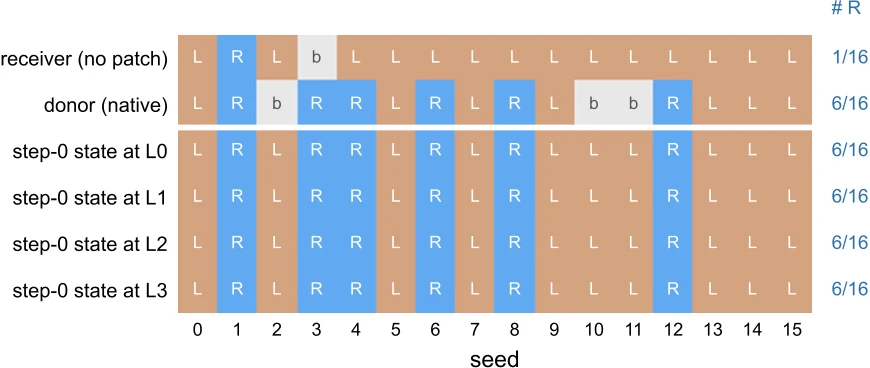 # R
receiver (no patch) L R L b L L L L L L L L L L L L 1/16
donor (native) L R b R R L R L R L b b R L L L 6/16
step-0 state at L0 L R L R R L R L R L L L R L L L 6/16
step-0 state at L1 L R L R R L R L R L L L R L L L 6/16
step-0 state at L2 L R L R R L R L R L L L R L L L 6/16
step-0 state at L3 L R L R R L R L R L L L R L L L 6/16
0 1 2 3 4 5 6 7 8 9 10 11 12 13 14 15
seed